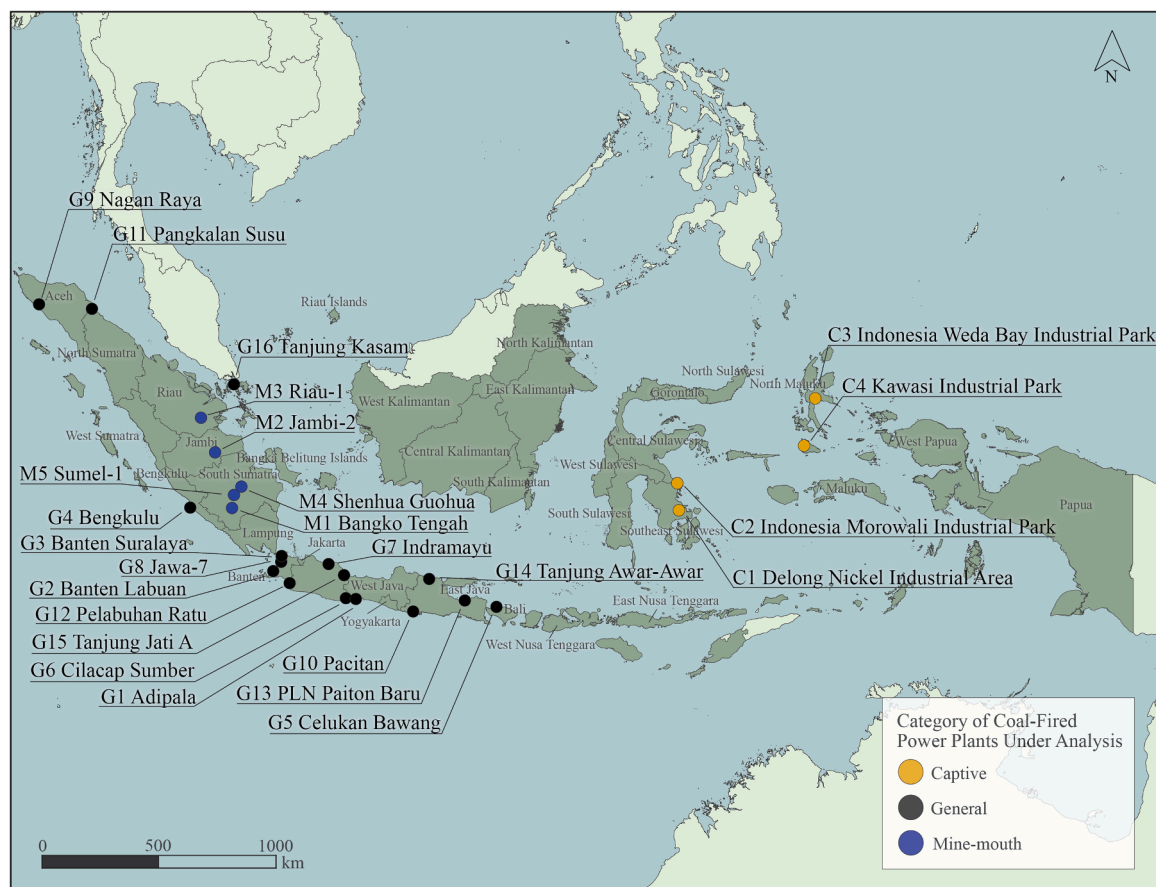 N
G9 Nagan Raya
G11 Pangkalan Susu
Aceh
Riau Islands
North Sumatra
G16 Tanjung Kasam
North Kalimantan
C3 Indonesia Weda Bay Industrial Park
M3 Riau-1
Riau
East Kalimantan
North Sulawesi
North Maluku
C4 Kawasi Industrial Park
Gorontalo
West Kalimantan
M2 Jambi-2
West Sumatra
Jambi
Central Kalimantan
Central Sulawesi
West Papua
Bangka Belitung Islands
M5 Sumel-1
Bengkulu
South Sumatra
West Sulawesi
South Kalimantan
Maluku
Papua
M4 Shenhua Guohua
G4 Bengkulu
M1 Bangko Tengah
South Sulawesi
Southeast Sulawesi
C2 Indonesia Morowali Industrial Park
Lampung
G3 Banten Suralaya
Jakarta
G7 Indramayu
G8 Jawa-7
G14 Tanjung Awar-Awar
C1 Delong Nickel Industrial Area
Banten
G2 Banten Labuan
West Java
East Java
Bali
East Nusa Tenggara
G12 Pelabuhan Ratu
Yogyakarta
West Nusa Tenggara
G15 Tanjung Jati A
G10 Pacitan
G6 Cilacap Sumber
G13 PLN Paiton Baru
G1 Adipala
G5 Celukan Bawang
Category of Coal-Fired
Power Plants Under Analysis
Captive
General
Mine-mouth
0 500 1000
km